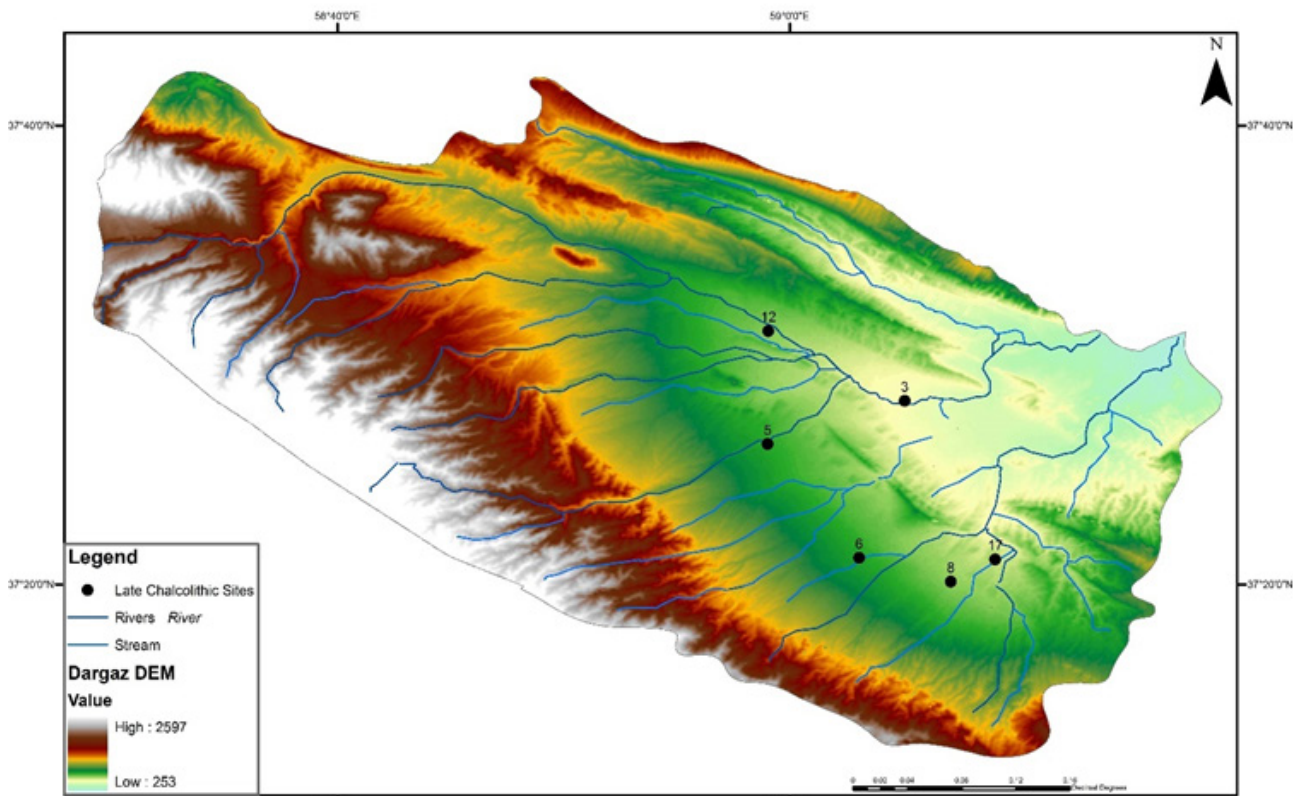 58°40'0"E 59°0'0"E
N
37°40'0"N 37°40'0"N
12
3
5
6
17
8
37°20'0"N 37°20'0"N
Legend
Late Chalcolithic Sites
Rivers River
Stream
Dargaz DEM
Value
High : 2597
Low : 253
Decimal Degrees